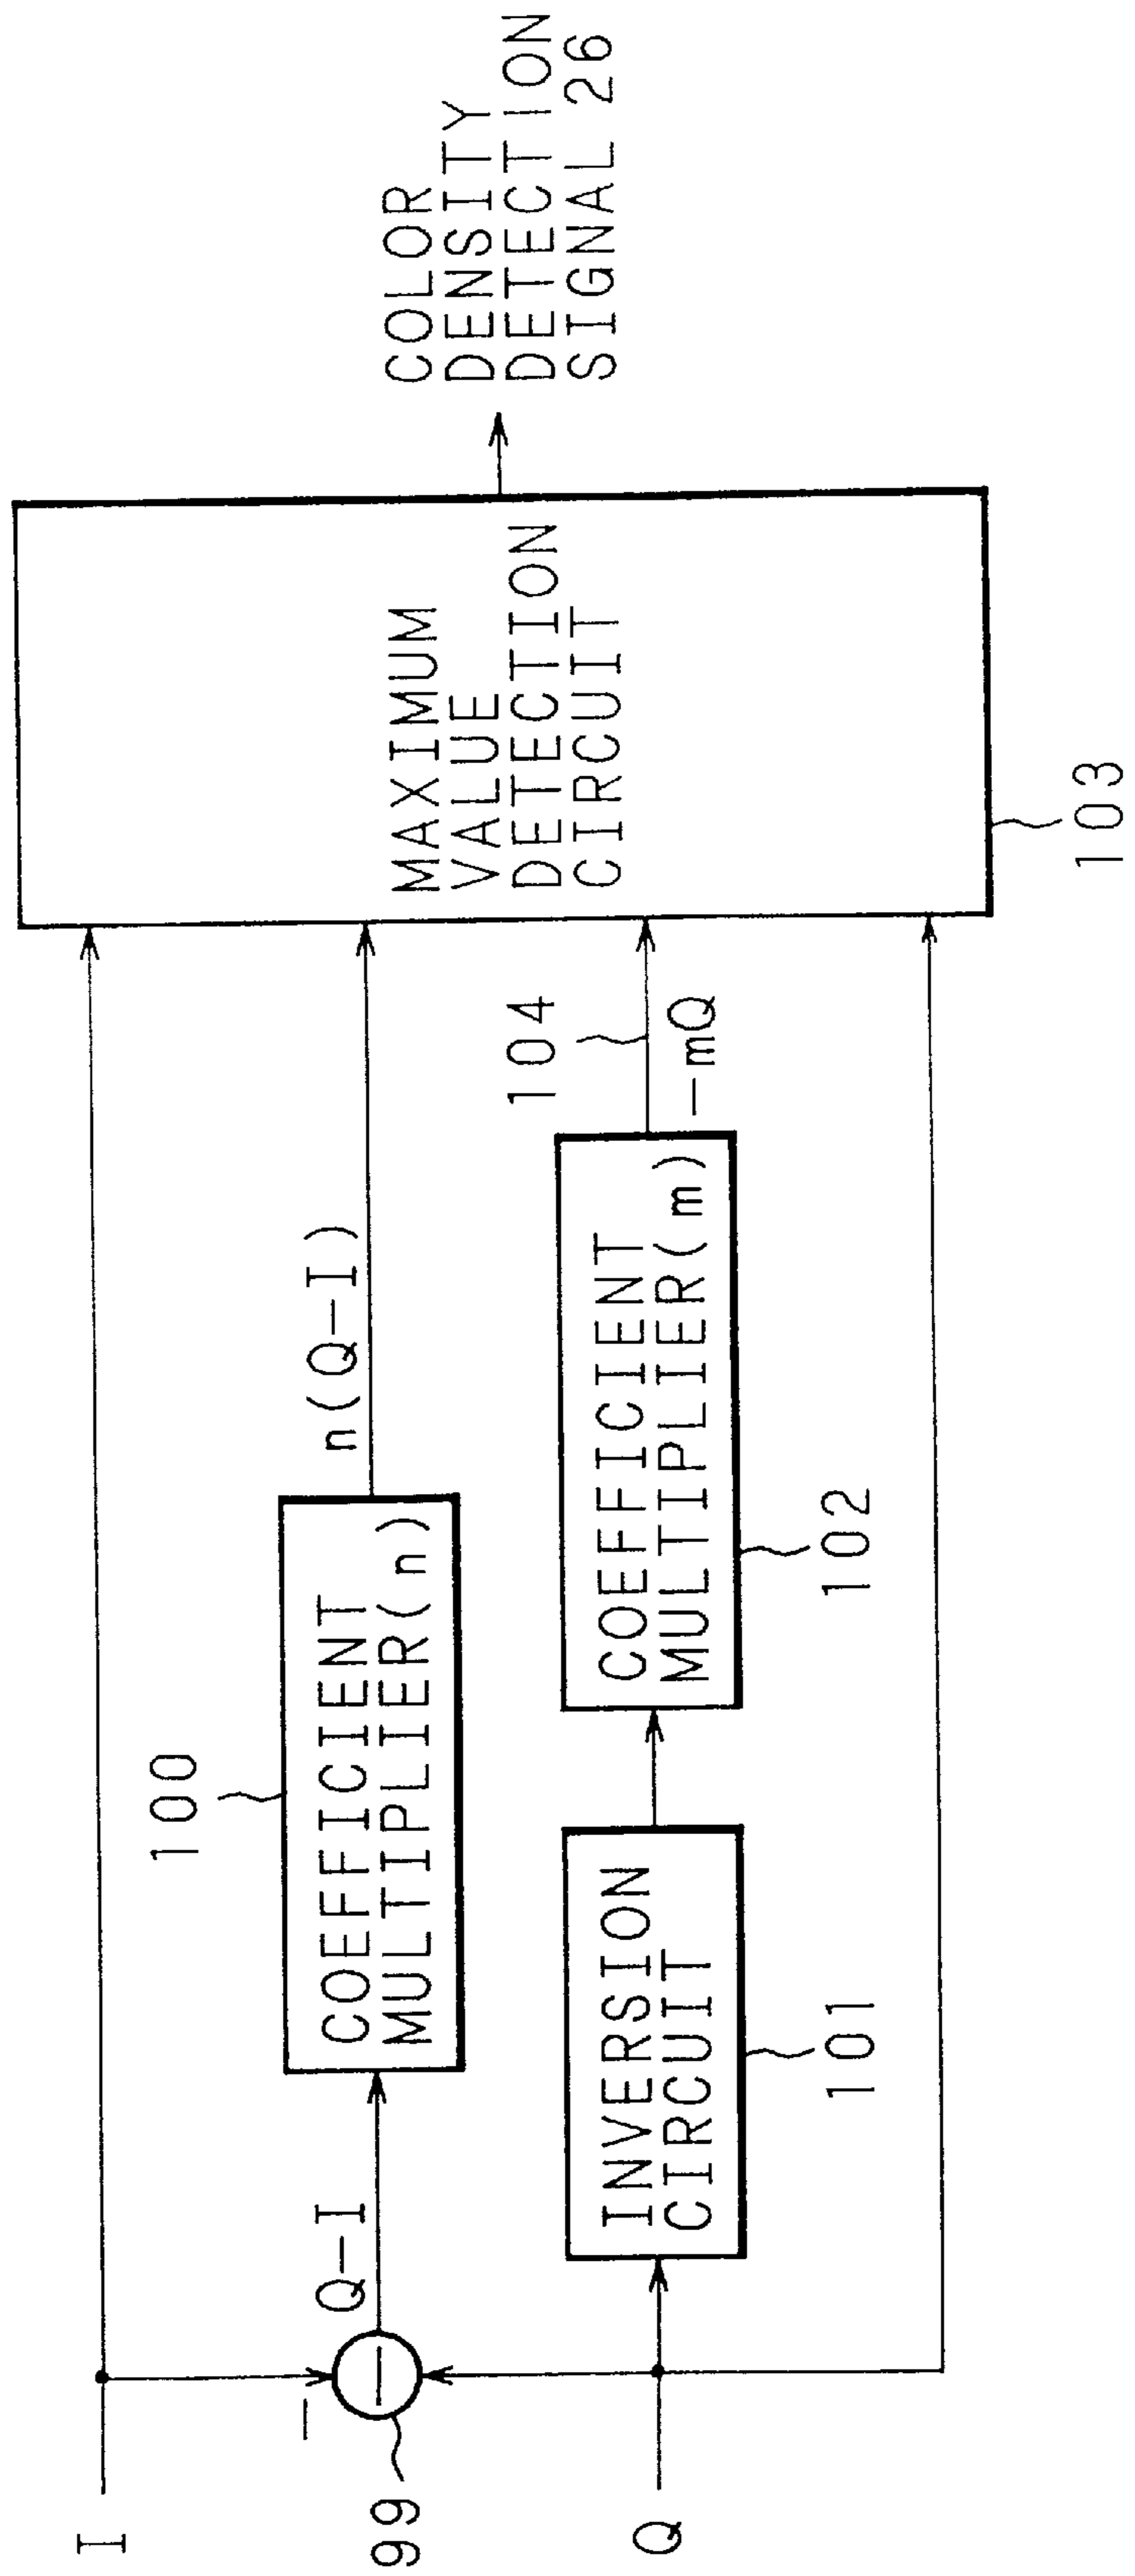 I
99
Q
Q-I
100
COEFFICIENT
MULTIPLIER(n)
n(Q-I)
INVERSION
CIRCUIT
101
COEFFICIENT
MULTIPLIER(m)
102
104
-mQ
MAXIMUM
VALUE
DETECTION
CIRCUIT
103
COLOR
DENSITY
DETECTION
SIGNAL 26